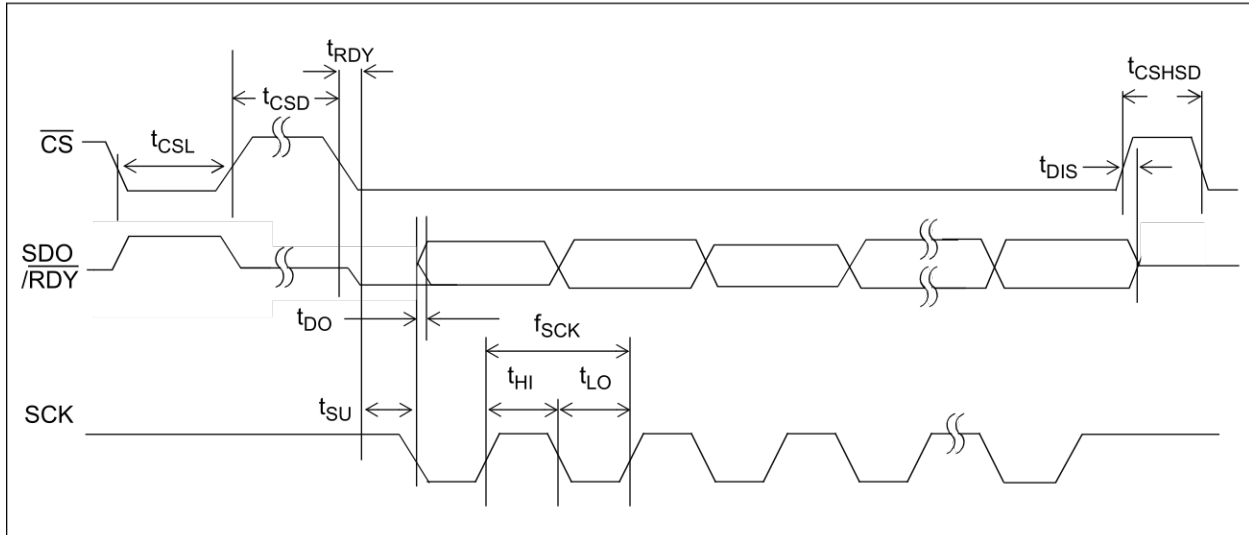 tRDY
tCSHSD
tCSD
CS
tCSL
tDIS
SDO
/RDY
tDO
fSCK
tHI
tLO
tSU
SCK